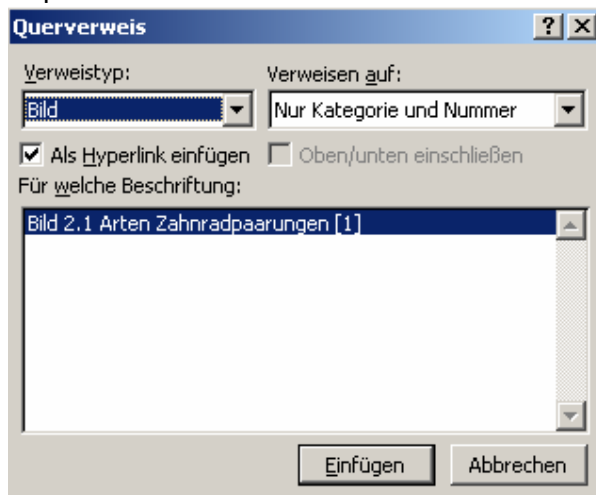 Querverweis
Verweistyp: Verweisen auf:
Bild Nur Kategorie und Nummer
Als Hyperlink einfügen Oben/unten einschließen
Für welche Beschriftung:
Bild 2.1 Arten Zahnradpaarungen [1]
Einfügen Abbrechen